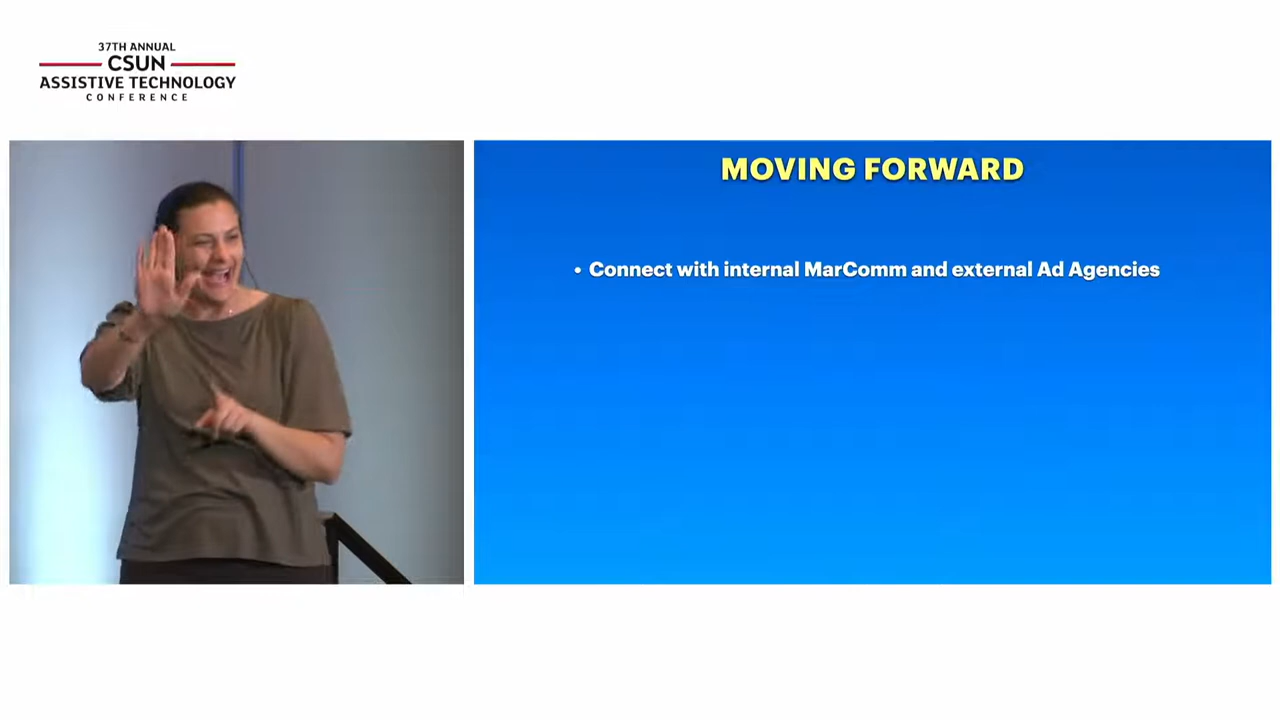 37TH ANNUAL
CSUN
ASSISTIVE TECHNOLOGY
CONFERENCE
MOVING FORWARD
• Connect with internal MarComm and external Ad Agencies